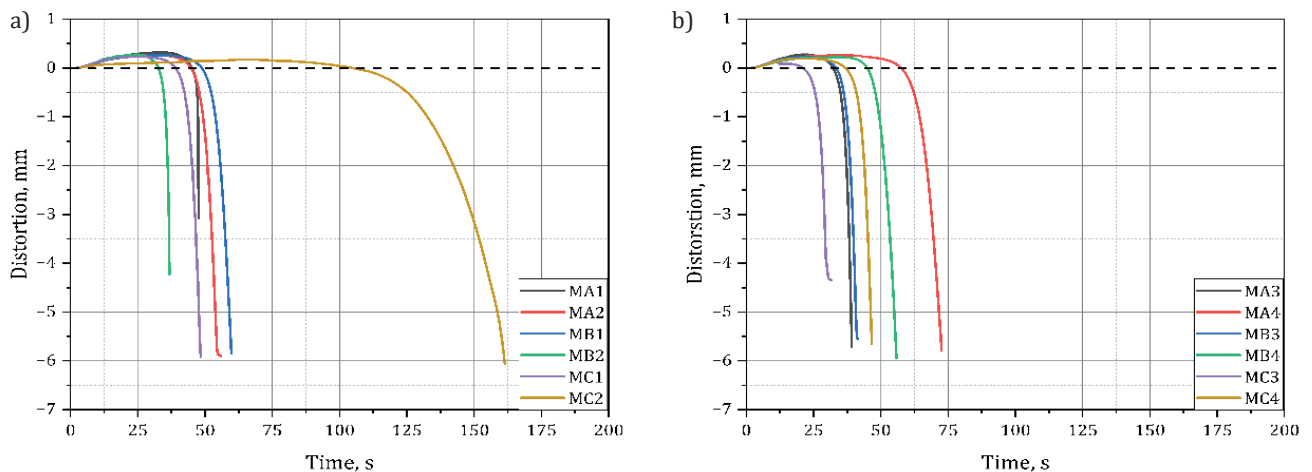 a)
1
0
−1
−2
−3
−4
−5
−6
−7
Distortion, mm
MA1
MA2
MB1
MB2
MC1
MC2
0 25 50 75 100 125 150 175 200
Time, s
b)
1
0
−1
−2
−3
−4
−5
−6
−7
Distorstion, mm
MA3
MA4
MB3
MB4
MC3
MC4
0 25 50 75 100 125 150 175 200
Time, s